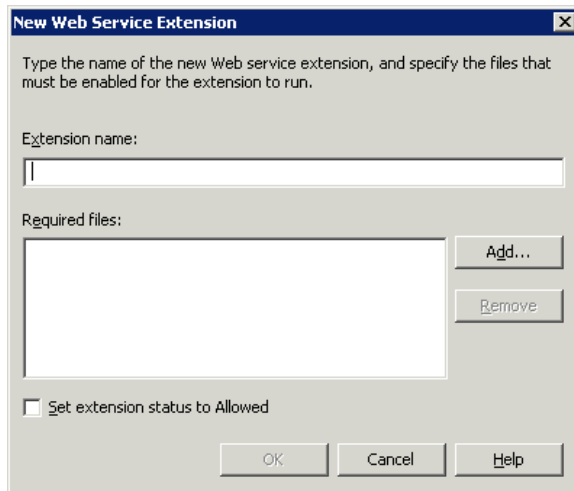 New Web Service Extension
Type the name of the new Web service extension, and specify the files that
must be enabled for the extension to run.
Extension name:
Required files:
Add...
Remove
Set extension status to Allowed
OK
Cancel
Help